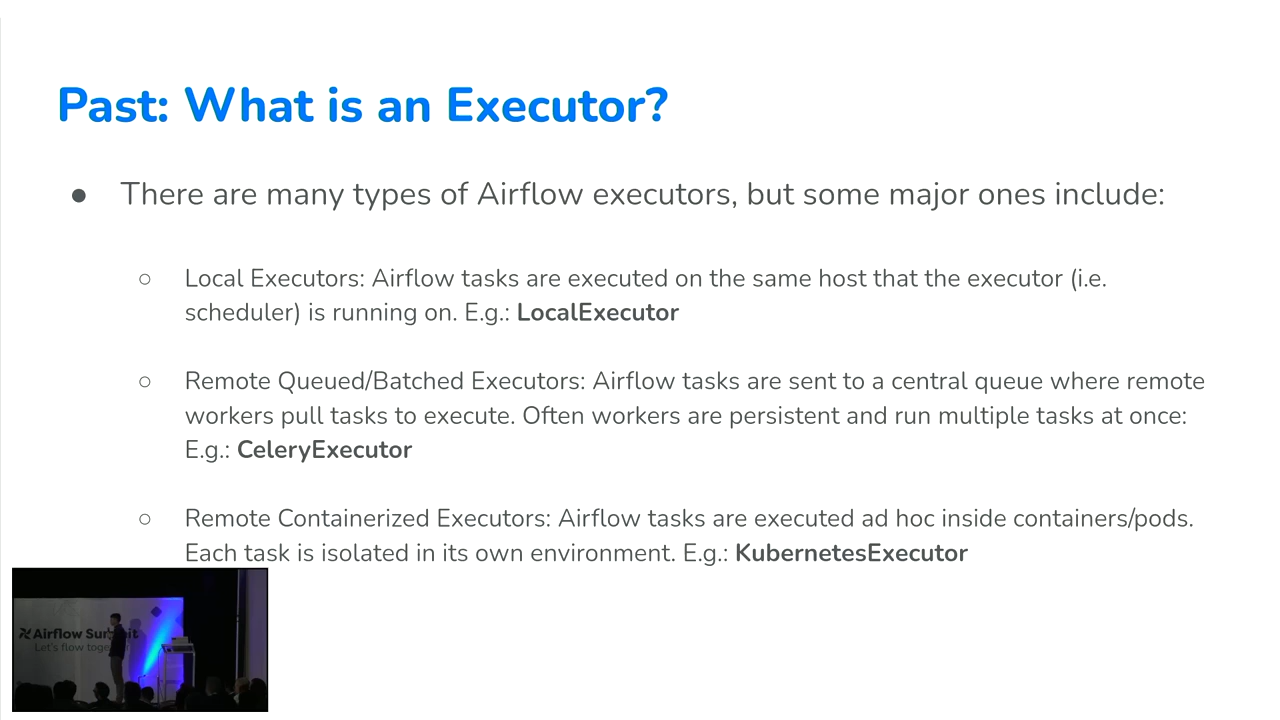 Past: What is an Executor?
● There are many types of Airflow executors, but some major ones include:
○ Local Executors: Airflow tasks are executed on the same host that the executor (i.e.
scheduler) is running on. E.g.: LocalExecutor
○ Remote Queued/Batched Executors: Airflow tasks are sent to a central queue where remote
workers pull tasks to execute. Often workers are persistent and run multiple tasks at once:
E.g.: CeleryExecutor
○ Remote Containerized Executors: Airflow tasks are executed ad hoc inside containers/pods.
Each task is isolated in its own environment. E.g.: KubernetesExecutor
Airflow Summit
Let's flow together